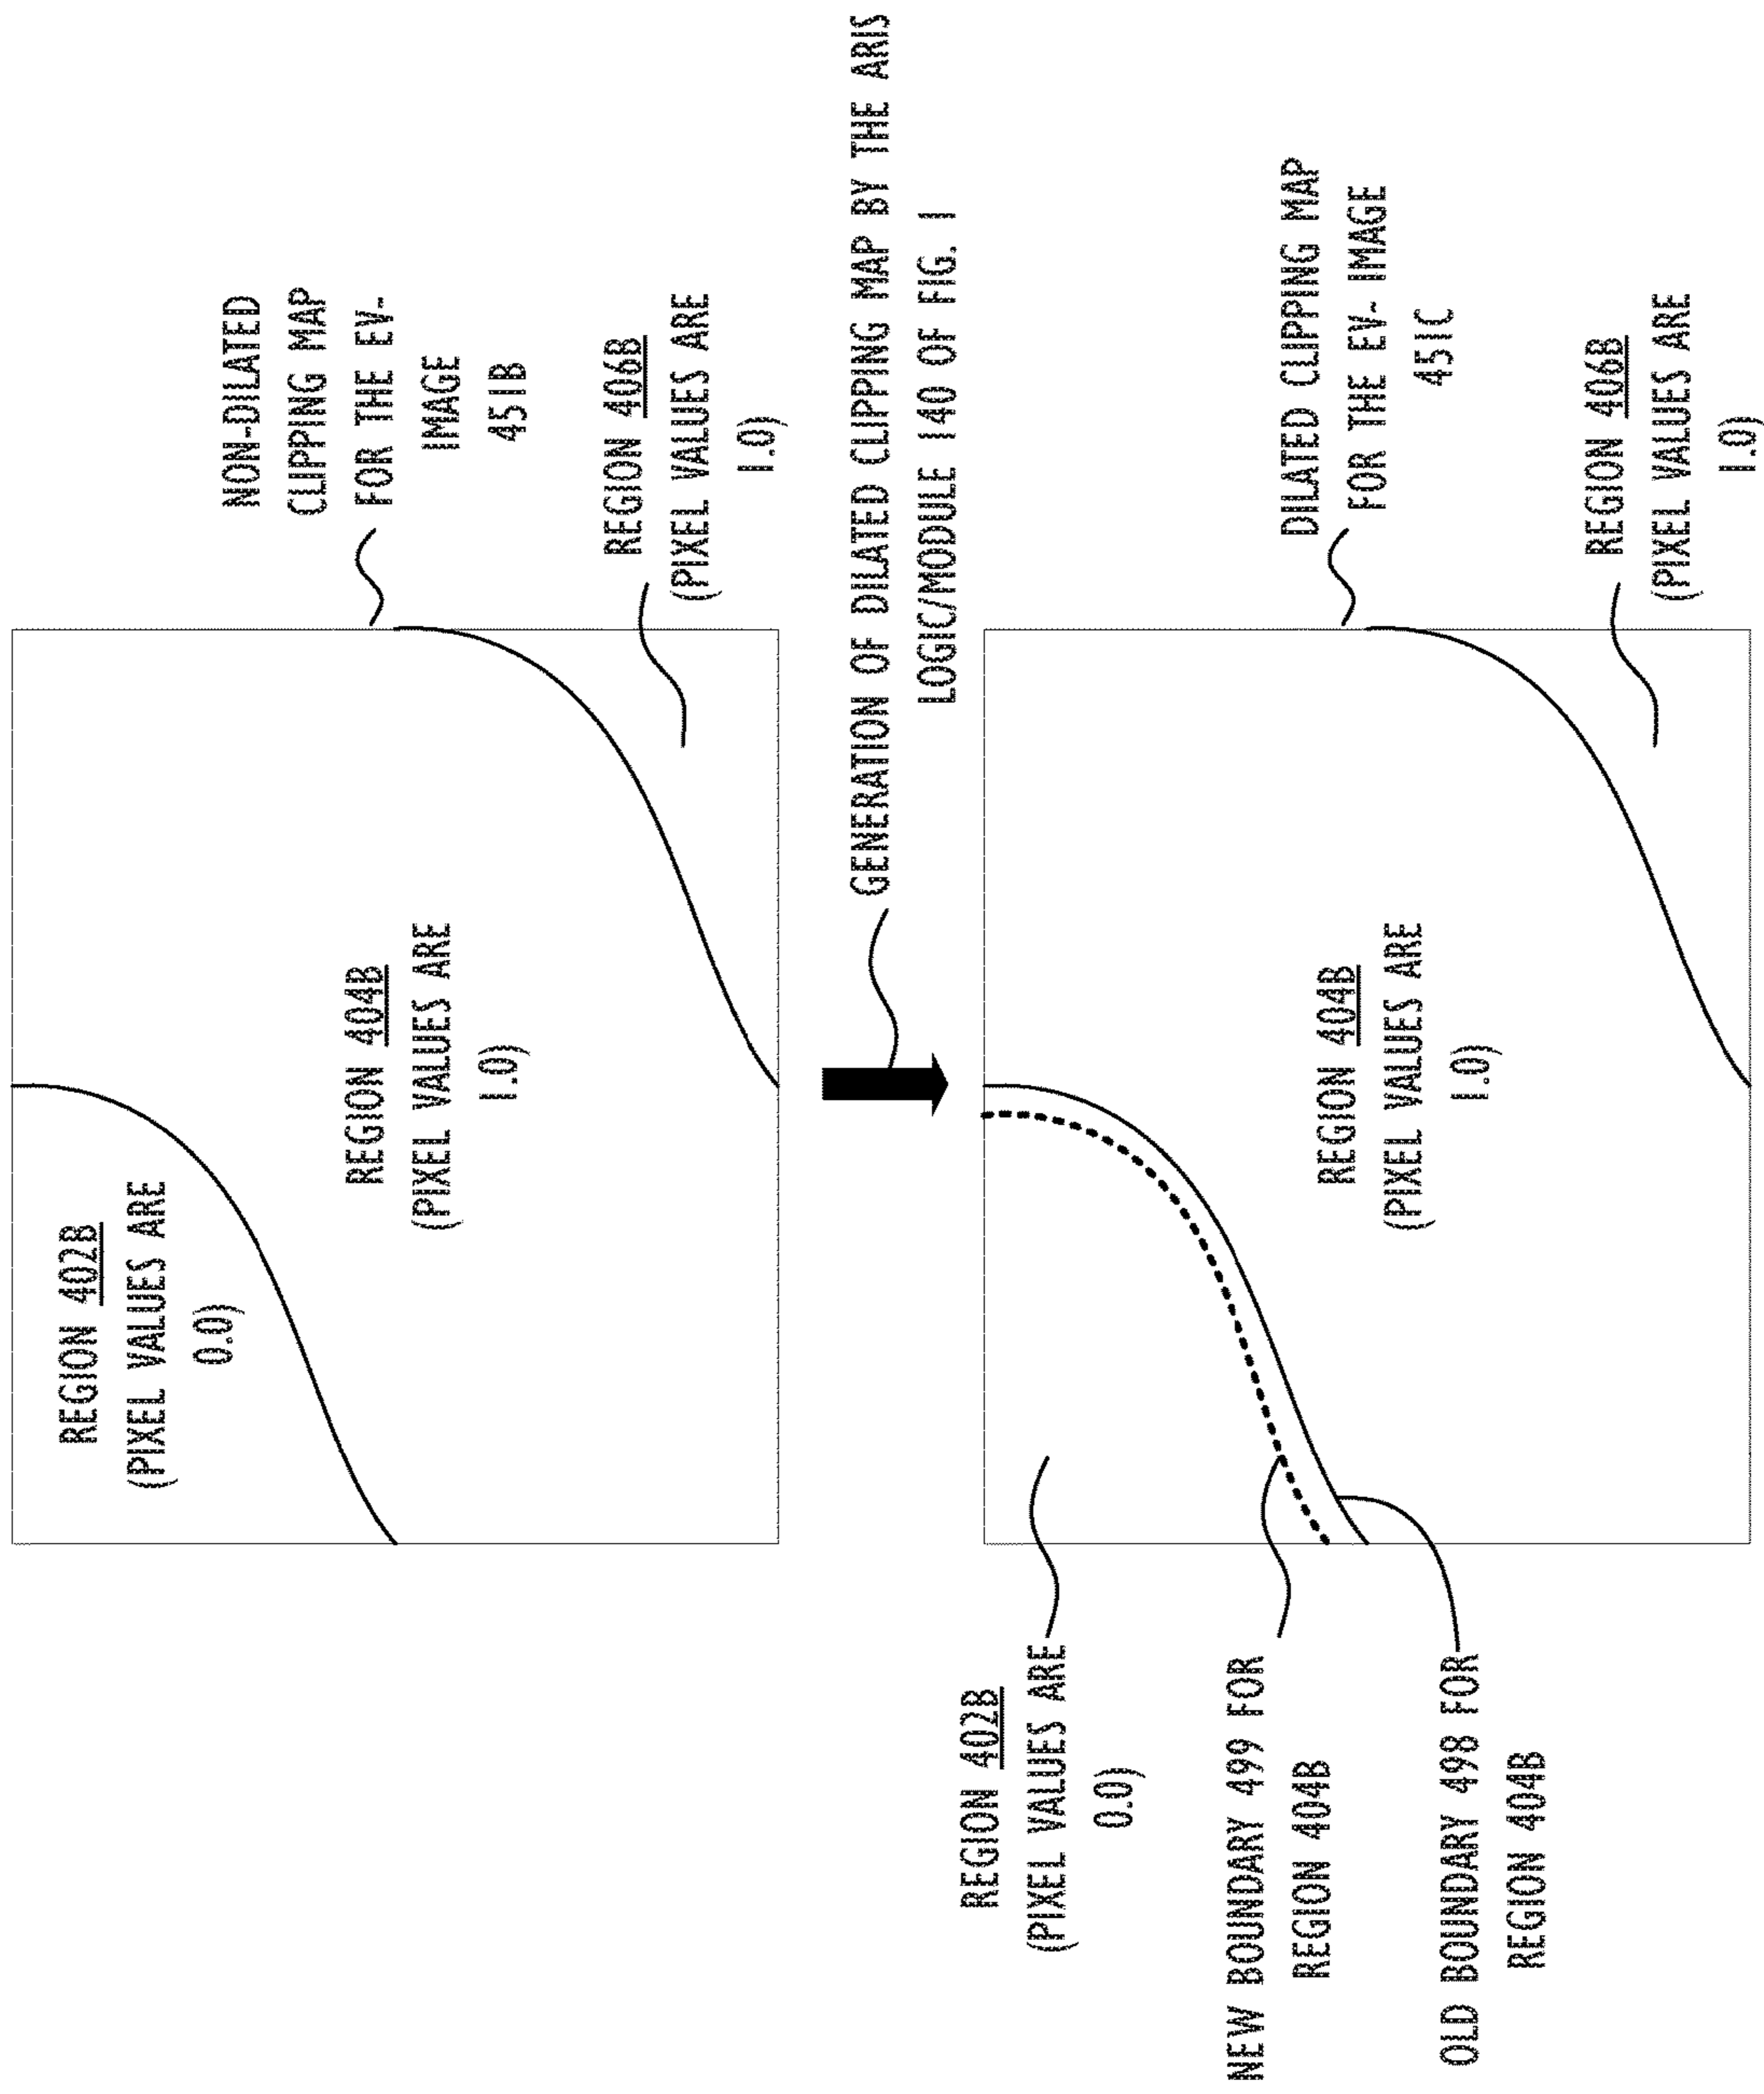 REGION 402B
(PIXEL VALUES ARE
0.0)
REGION 404B
(PIXEL VALUES ARE
1.0)
NON-DILATED
CLIPPING MAP
FOR THE EV-
IMAGE
451B
REGION 406B
(PIXEL VALUES ARE
1.0)
GENERATION OF DILATED CLIPPING MAP BY THE ARIS
LOGIC/MODULE 140 OF FIG. 1
REGION 402B
(PIXEL VALUES ARE
0.0)
NEW BOUNDARY 499 FOR
REGION 404B
OLD BOUNDARY 498 FOR
REGION 404B
REGION 404B
(PIXEL VALUES ARE
1.0)
DILATED CLIPPING MAP
FOR THE EV- IMAGE
451C
REGION 406B
(PIXEL VALUES ARE
1.0)